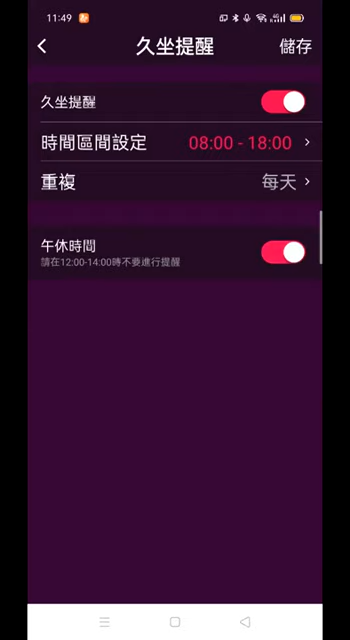 11:49
久坐提醒
儲存
久坐提醒
時間區間設定 08:00 - 18:00
重複 每天
午休時間
請在12:00-14:00時不要進行提醒